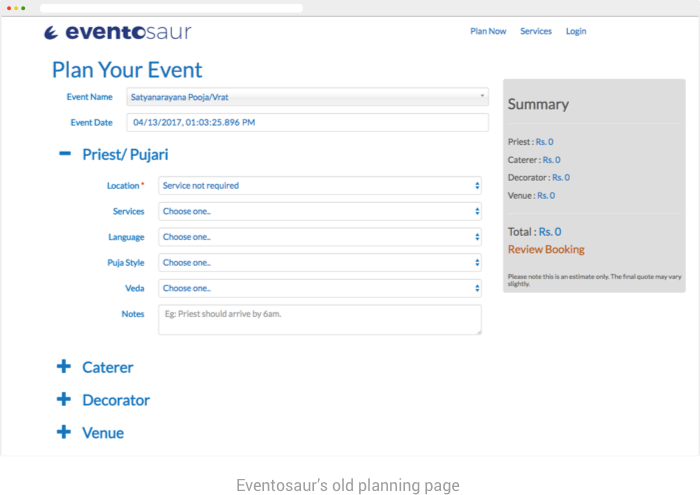 eventosaur
Plan Now Services Login
Plan Your Event
Event Name Satyanarayana Pooja/Vrat
Event Date 04/13/2017, 01:03:25.896 PM
Priest/ Pujari
Location * Service not required
Services Choose one..
Language Choose one..
Puja Style Choose one..
Veda Choose one..
Notes Eg: Priest should arrive by 6am.
Caterer
Decorator
Venue
Summary
Priest : Rs. 0
Caterer : Rs. 0
Decorator : Rs. 0
Venue : Rs. 0
Total : Rs. 0
Review Booking
Please note this is an estimate only. The final quote may vary
slightly.
Eventosaur's old planning page